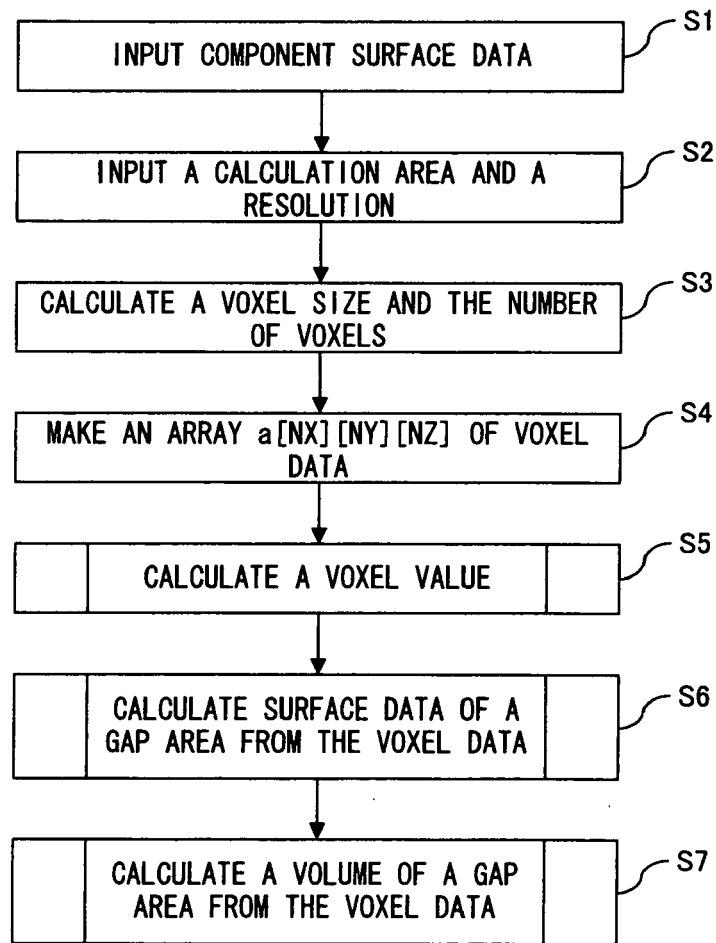 S1
INPUT COMPONENT SURFACE DATA
S2
INPUT A CALCULATION AREA AND A
RESOLUTION
S3
CALCULATE A VOXEL SIZE AND THE NUMBER
OF VOXELS
S4
MAKE AN ARRAY a[NX][NY][NZ] OF VOXEL
DATA
S5
CALCULATE A VOXEL VALUE
S6
CALCULATE SURFACE DATA OF A
GAP AREA FROM THE VOXEL DATA
S7
CALCULATE A VOLUME OF A GAP
AREA FROM THE VOXEL DATA